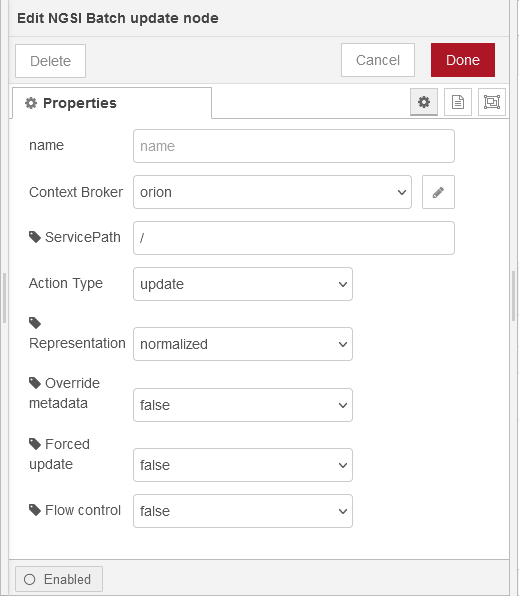 Edit NGSI Batch update node
Delete
Cancel
Done
Properties
name
name
Context Broker
orion
ServicePath
/
Action Type
update
Representation
normalized
Override
metadata
false
Forced
update
false
Flow control
false
Enabled